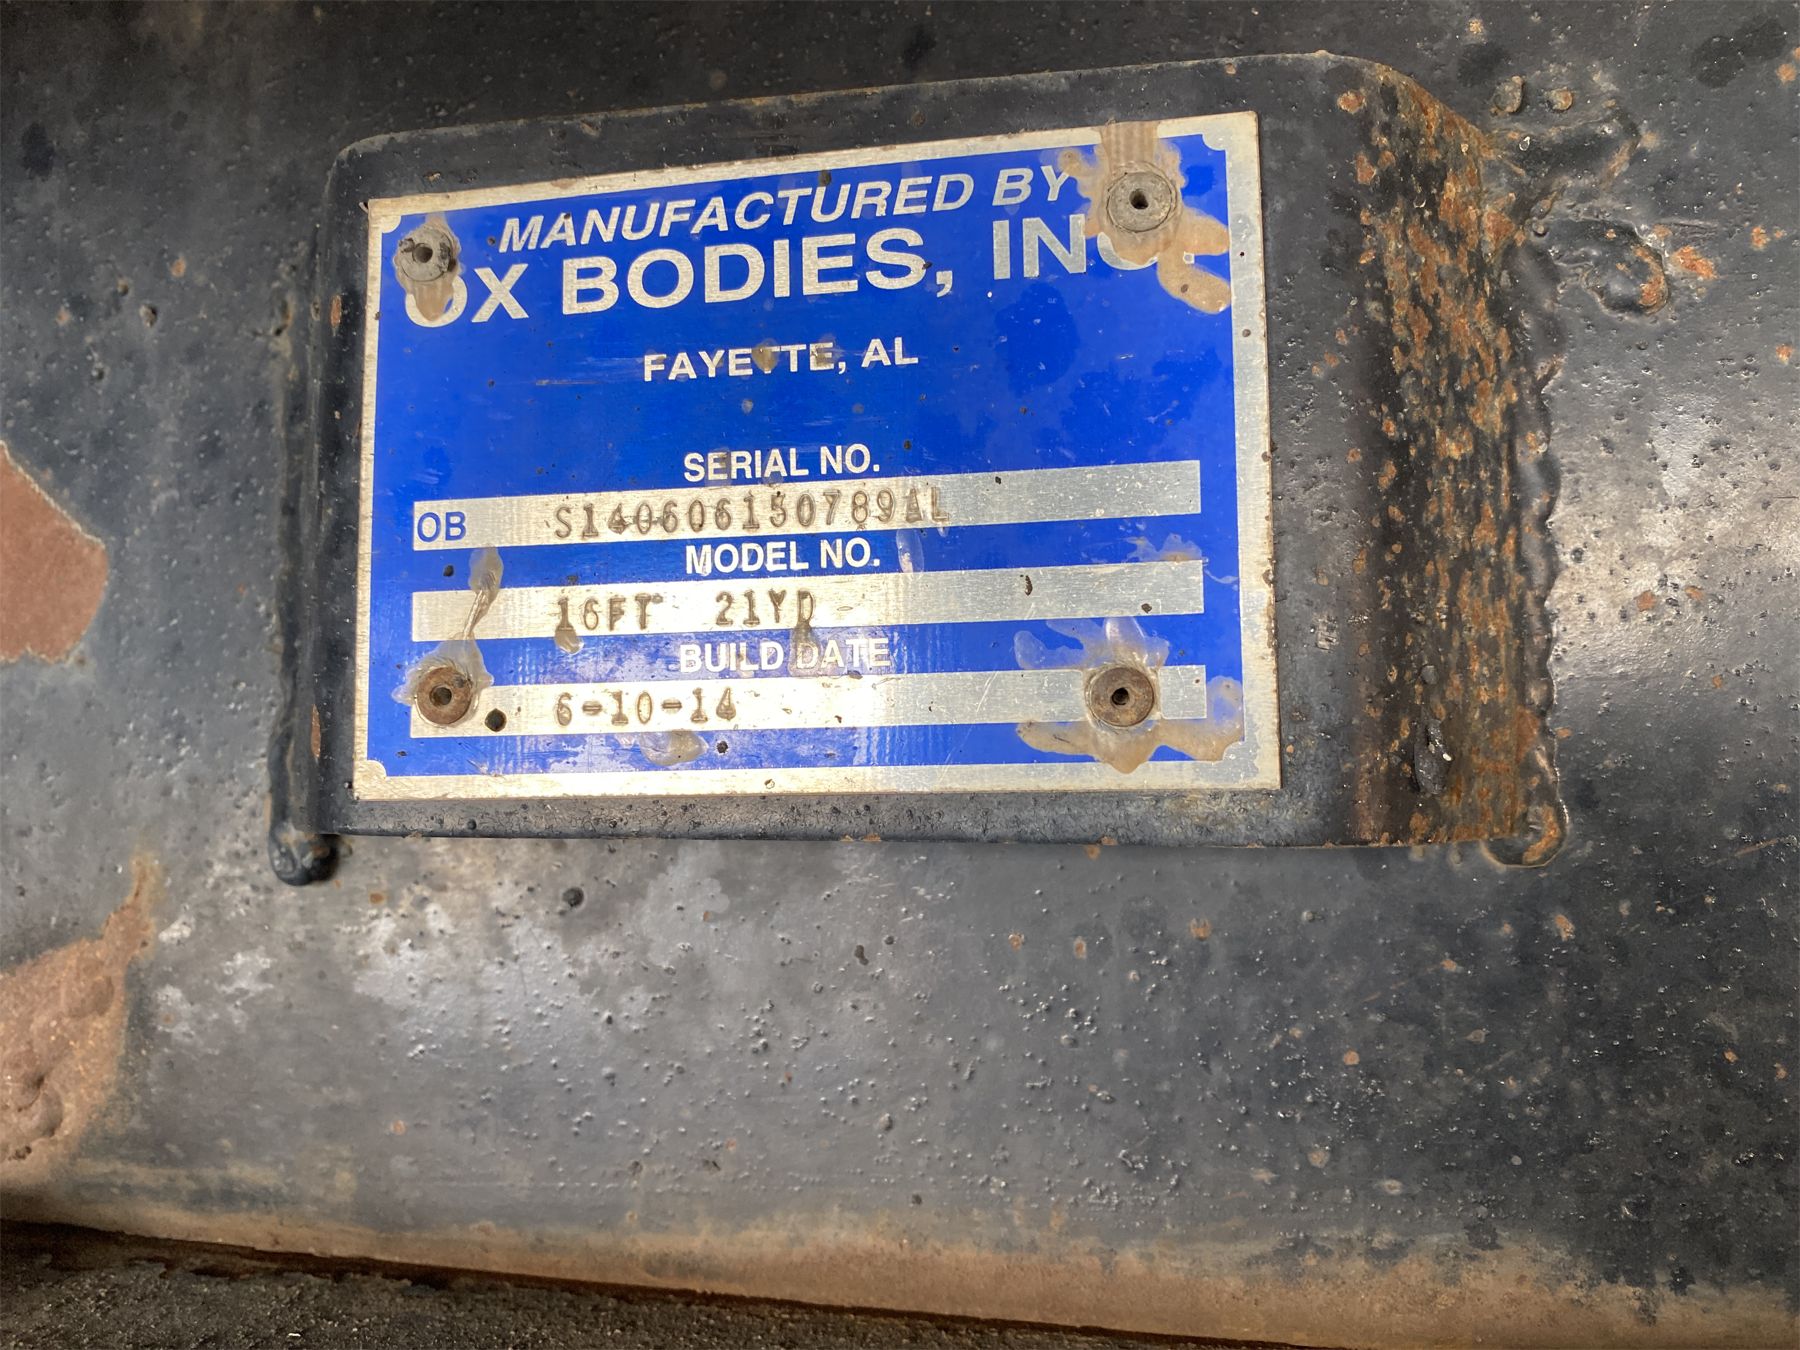 MANUFACTURED BY
OX BODIES, INC.
FAYETTE, AL
SERIAL NO.
OB S140606150789AL
MODEL NO.
16FT 21YD
BUILD DATE
6-10-14